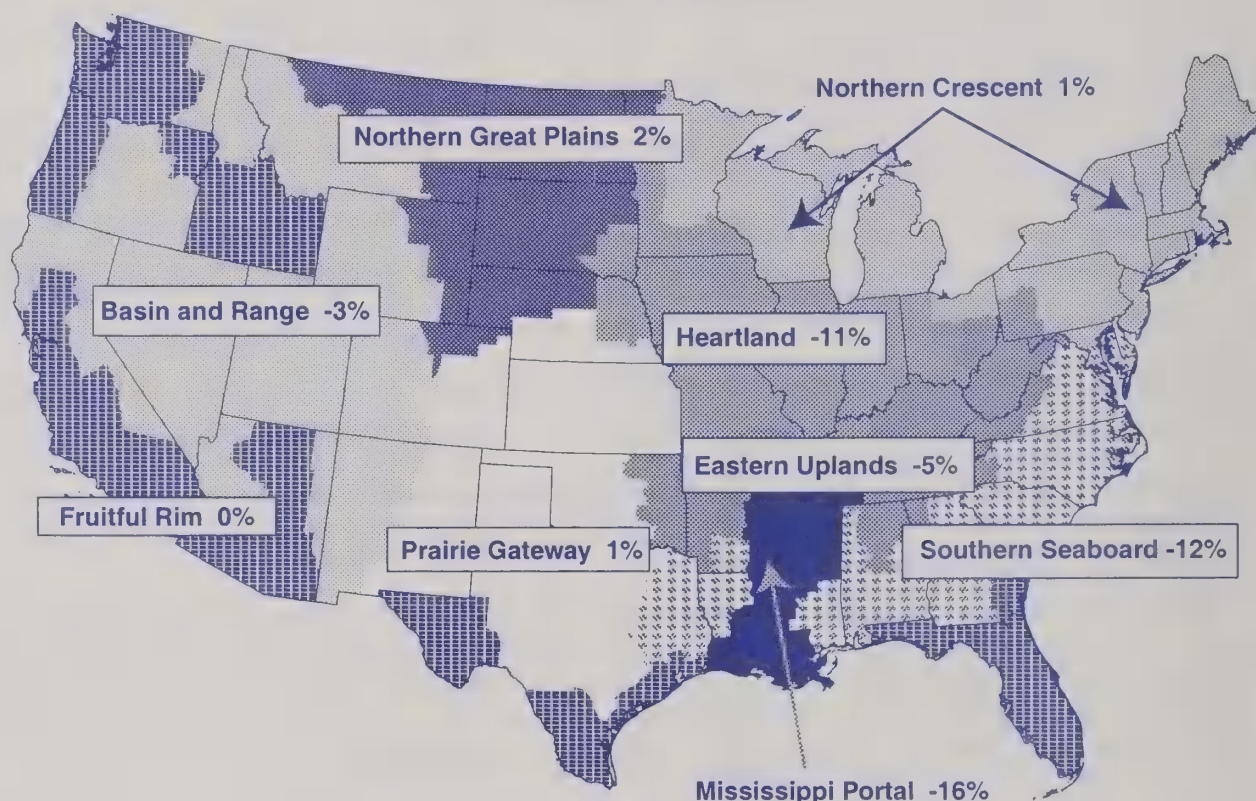 Northern Crescent 1%
Northern Great Plains 2%
Basin and Range -3%
Heartland -11%
Eastern Uplands -5%
Fruitful Rim 0%
Prairie Gateway 1%
Southern Seaboard -12%
Mississippi Portal -16%